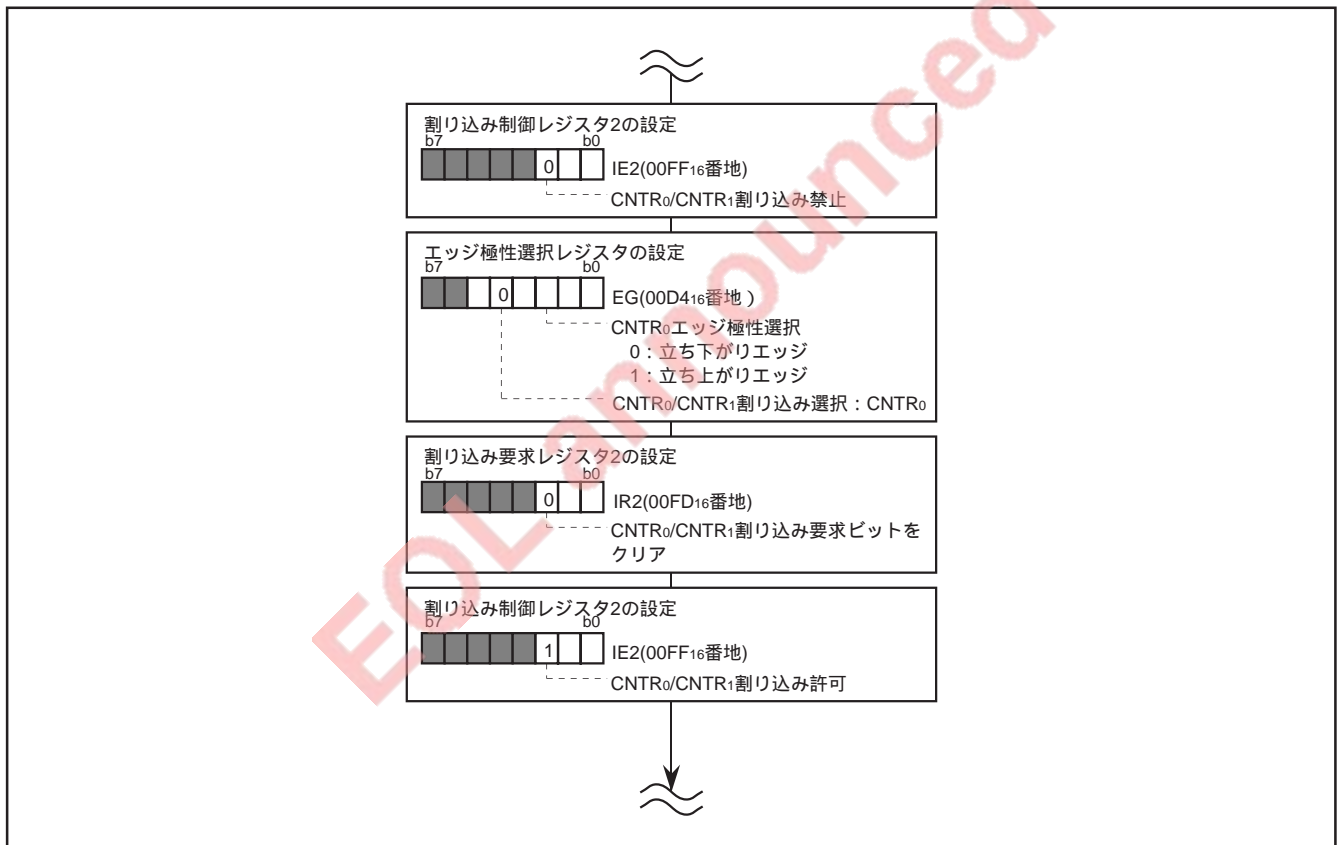 割り込み制御レジスタ2の設定
b7 b0
0 IE2(00FF16番地)
CNTR0/CNTR1割り込み禁止
エッジ極性選択レジスタの設定
b7 b0
0 EG(00D416番地)
CNTR0エッジ極性選択
0：立ち下がりエッジ
1：立ち上がりエッジ
CNTR0/CNTR1割り込み選択：CNTR0
割り込み要求レジスタ2の設定
b7 b0
0 IR2(00FD16番地)
CNTR0/CNTR1割り込み要求ビットを
クリア
割り込み制御レジスタ2の設定
b7 b0
1 IE2(00FF16番地)
CNTR0/CNTR1割り込み許可
EOL announced